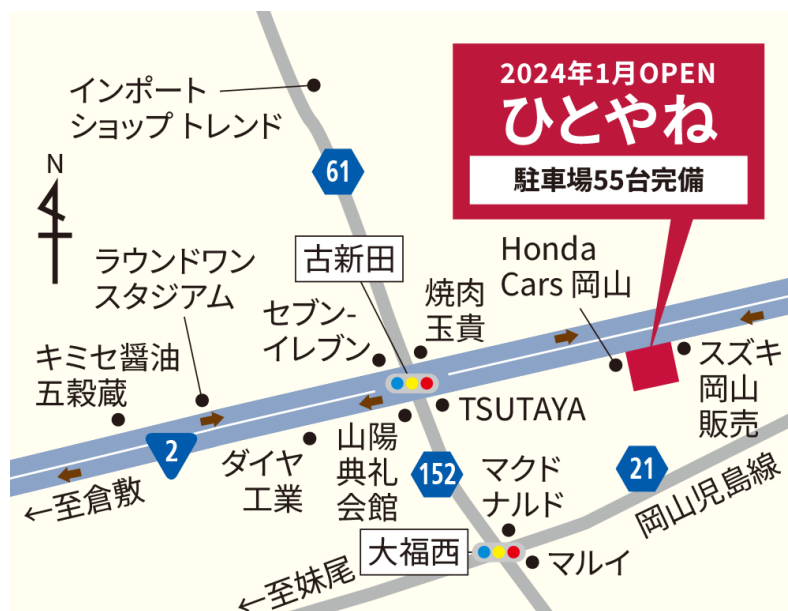 インポート
ショップトレンド
2024年1月OPEN
ひとやね
駐車場55台完備
61
N
古新田
ラウンドワン
スタジアム
セブン-
イレブン
焼肉
玉貴
Honda
Cars 岡山
キミセ醤油
五穀蔵
スズキ
岡山
販売
TSUTAYA
2
ダイヤ
工業
山陽
典礼
会館
152
マクド
ナルド
21
岡山児島線
←至倉敷
大福西
マルイ
←至妹尾